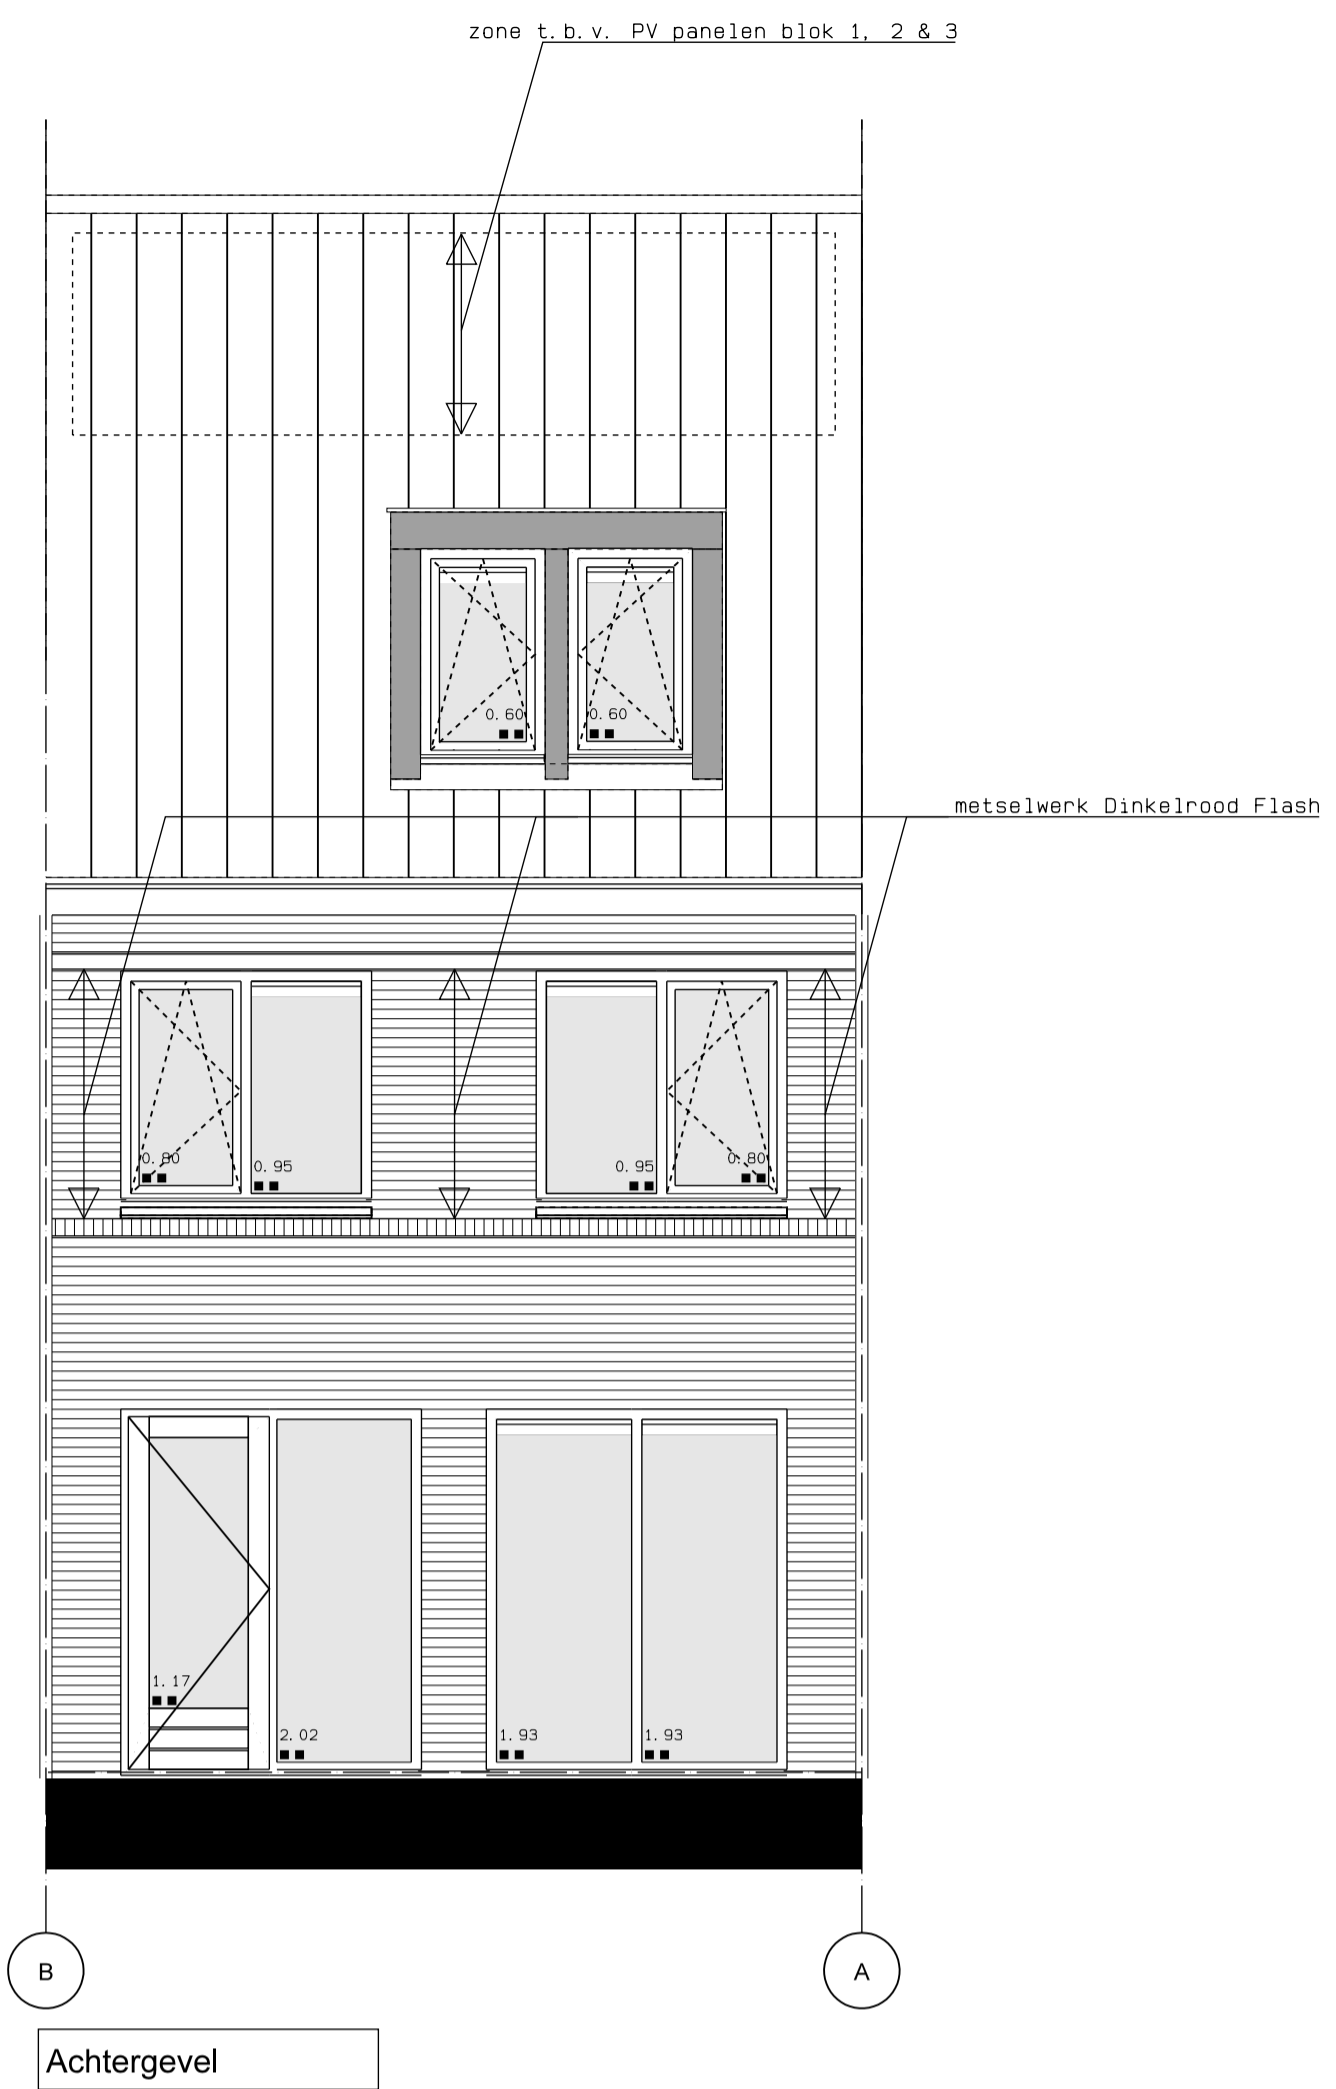 zone t.b.v. PV panelen blok 1, 2 & 3
0.60 0.60
metselwerk Dinkelrood Flash
0.80 0.95 0.95 0.80
1.17
2.02 1.93 1.93
B A
Achtergevel